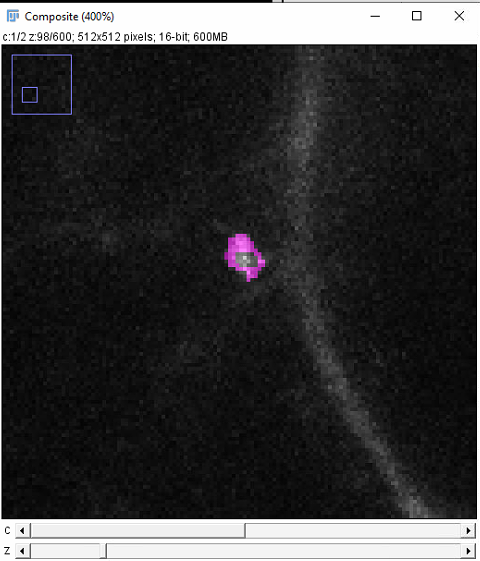 Composite (400%)
c:1/2 z:98/600; 512x512 pixels; 16-bit; 600MB
C
Z